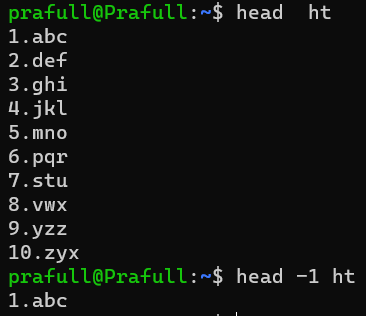 prafull@Prafull:~$ head  ht
1.abc
2.def
3.ghi
4.jkl
5.mno
6.pqr
7.stu
8.vwx
9.yzz
10.zyx
prafull@Prafull:~$ head -1 ht
1.abc